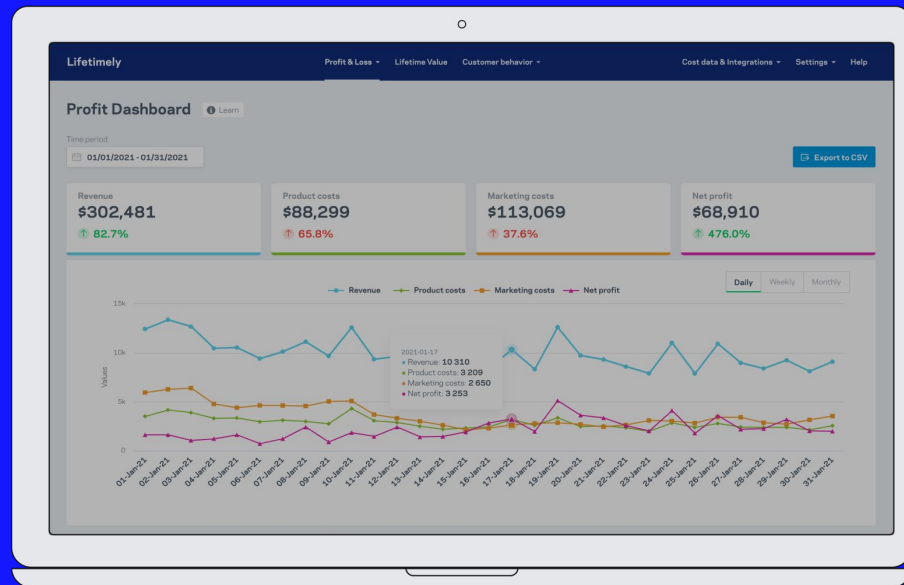 Lifetimely
Profit & Loss Lifetime Value Customer behavior Cost data & Integrations Settings Help
Profit Dashboard Learn
Time period
01/01/2021 - 01/31/2021 Export to CSV
Revenue Product costs Marketing costs Net profit
$302,481 $88,299 $113,069 $68,910
↑ 82.7% ↑ 65.8% ↑ 37.6% ↑ 476.0%
Daily Weekly Monthly
Revenue Product costs Marketing costs Net profit
15k
10k
5k
0
Values
2021-01-17
Revenue: 10 310
Product costs: 3 209
Marketing costs: 2 650
Net profit: 3 253
01-Jan-21 02-Jan-21 03-Jan-21 04-Jan-21 05-Jan-21 06-Jan-21 07-Jan-21 08-Jan-21 09-Jan-21 10-Jan-21 11-Jan-21 12-Jan-21 13-Jan-21 14-Jan-21 15-Jan-21 16-Jan-21 17-Jan-21 18-Jan-21 19-Jan-21 20-Jan-21 21-Jan-21 22-Jan-21 23-Jan-21 24-Jan-21 25-Jan-21 26-Jan-21 27-Jan-21 28-Jan-21 29-Jan-21 30-Jan-21 31-Jan-21